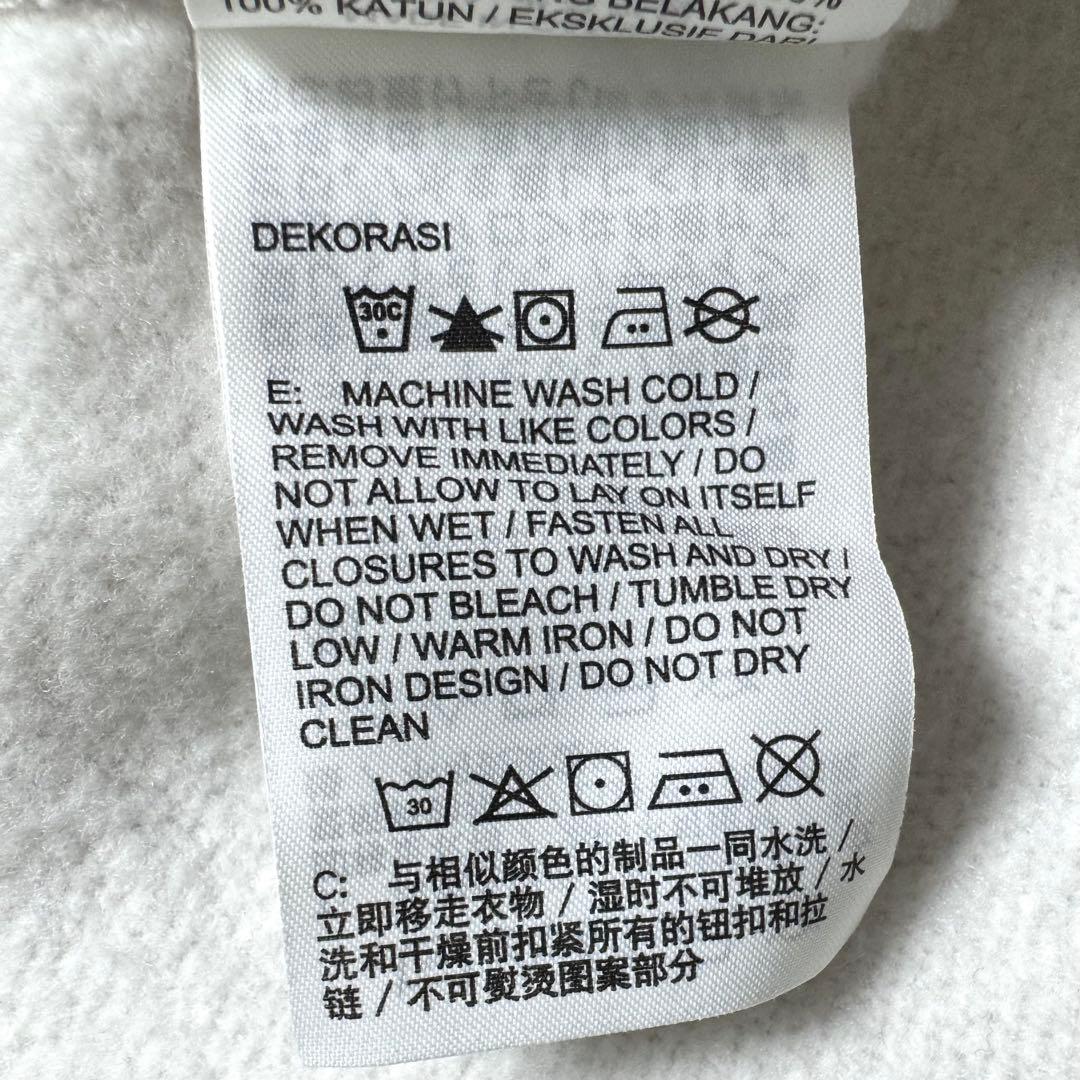 BELAKANG:
100% KATUN / EKSKLUSIF DARI
DEKORASI
30C
E: MACHINE WASH COLD /
WASH WITH LIKE COLORS /
REMOVE IMMEDIATELY / DO
NOT ALLOW TO LAY ON ITSELF
WHEN WET / FASTEN ALL
CLOSURES TO WASH AND DRY /
DO NOT BLEACH / TUMBLE DRY
LOW / WARM IRON / DO NOT
IRON DESIGN / DO NOT DRY
CLEAN
30
C: 与相似颜色的制品一同水洗 /
立即移走衣物 / 湿时不可堆放 / 水
洗和干燥前扣紧所有的钮扣和拉
链 / 不可熨烫图案部分